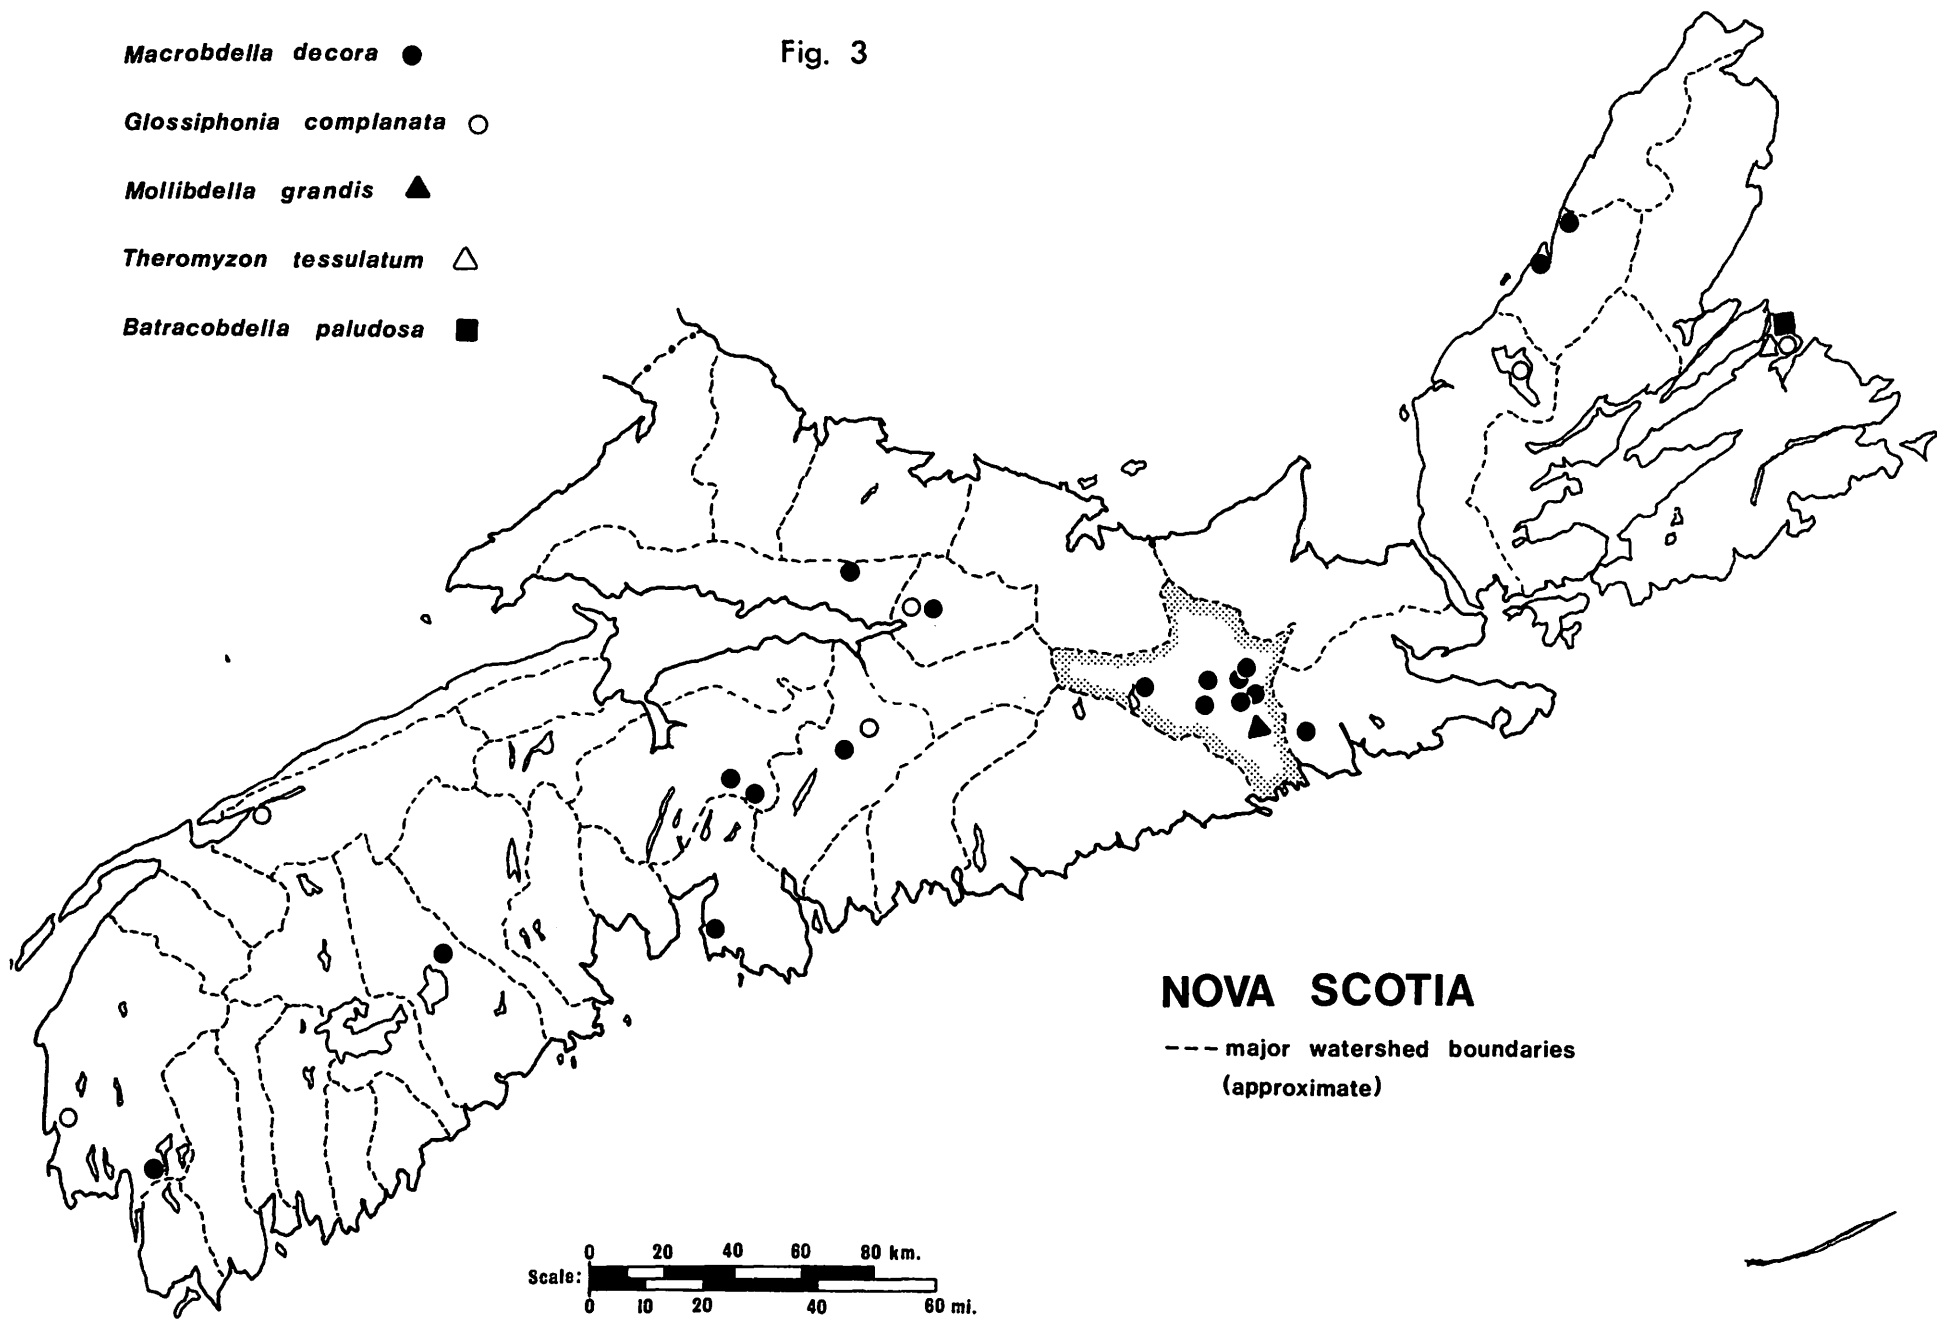 Fig. 3
Macrobdella decora
Glossiphonia complanata
Mollibdella grandis
Theromyzon tessulatum
Batracobdella paludosa
NOVA SCOTIA
--- major watershed boundaries
(approximate)
0 20 40 60 80 km.
Scale:
0 10 20 40 60 mi.